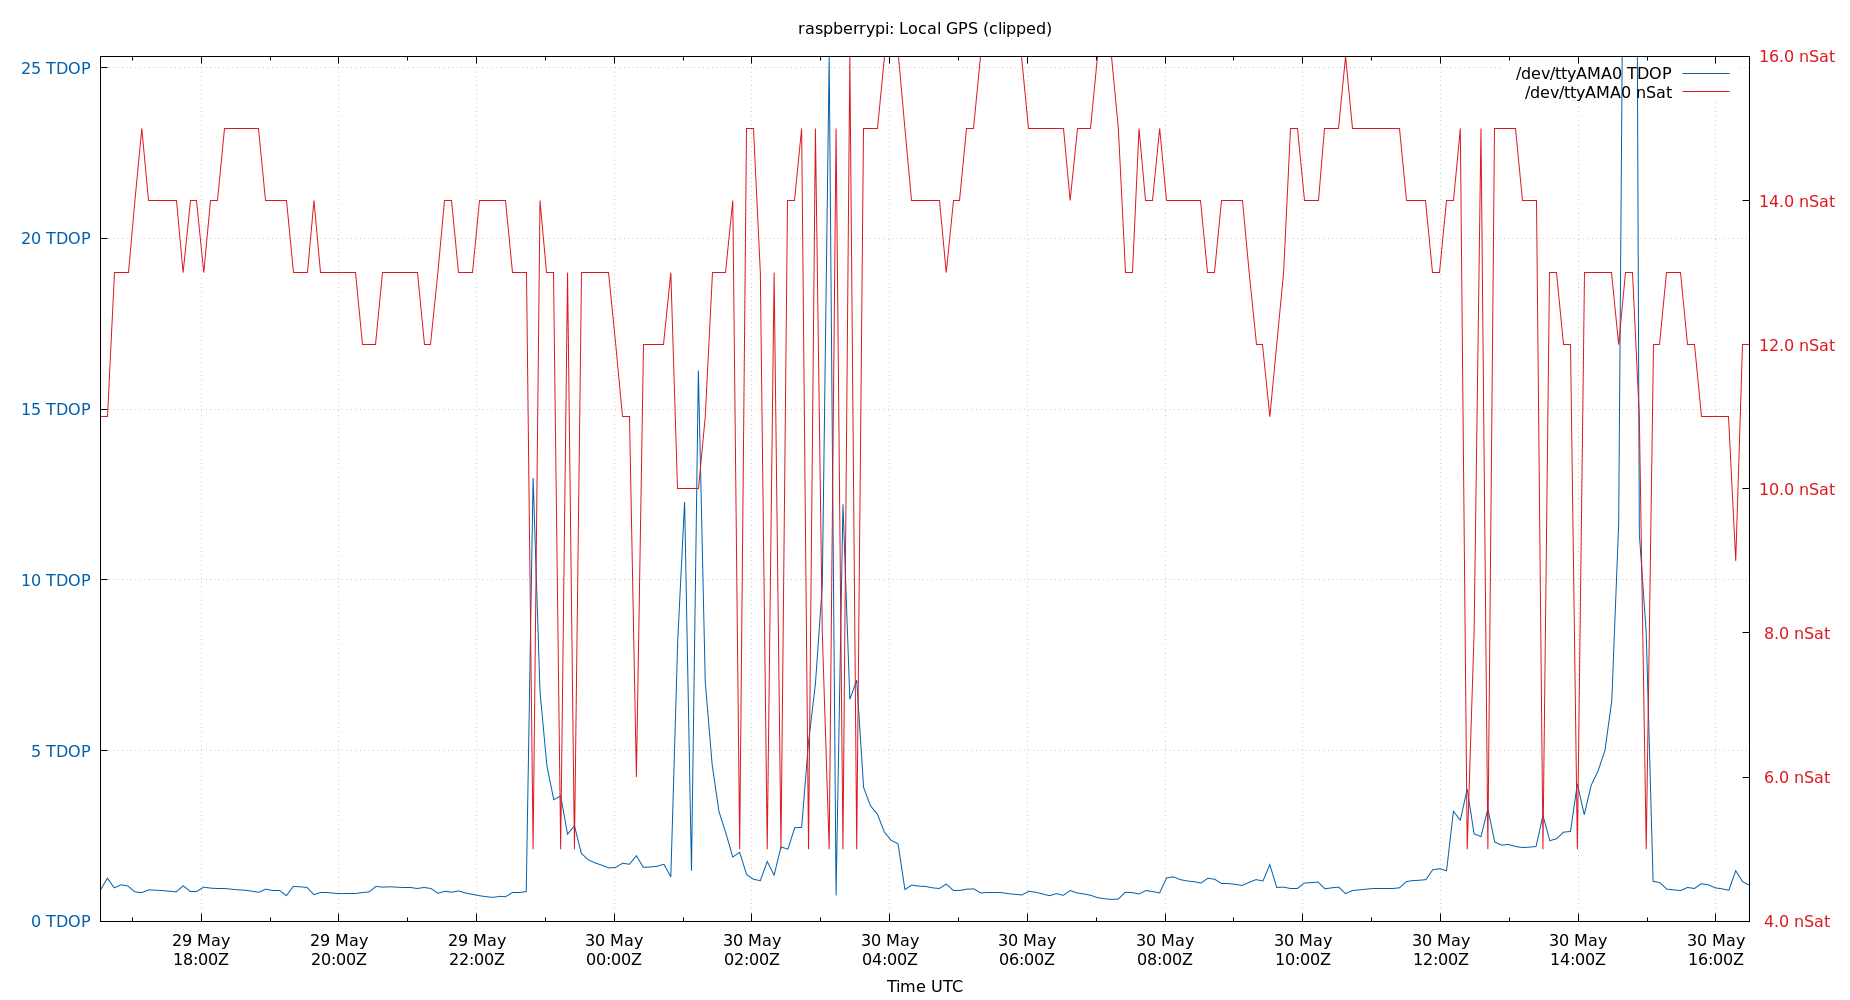 raspberrypi: Local GPS (clipped)
25 TDOP
20 TDOP
15 TDOP
10 TDOP
5 TDOP
0 TDOP
/dev/ttyAMA0 TDOP
/dev/ttyAMA0 nSat
16.0 nSat
14.0 nSat
12.0 nSat
10.0 nSat
8.0 nSat
6.0 nSat
4.0 nSat
29 May
18:00Z
29 May
20:00Z
29 May
22:00Z
30 May
00:00Z
30 May
02:00Z
30 May
04:00Z
30 May
06:00Z
30 May
08:00Z
30 May
10:00Z
30 May
12:00Z
30 May
14:00Z
30 May
16:00Z
Time UTC